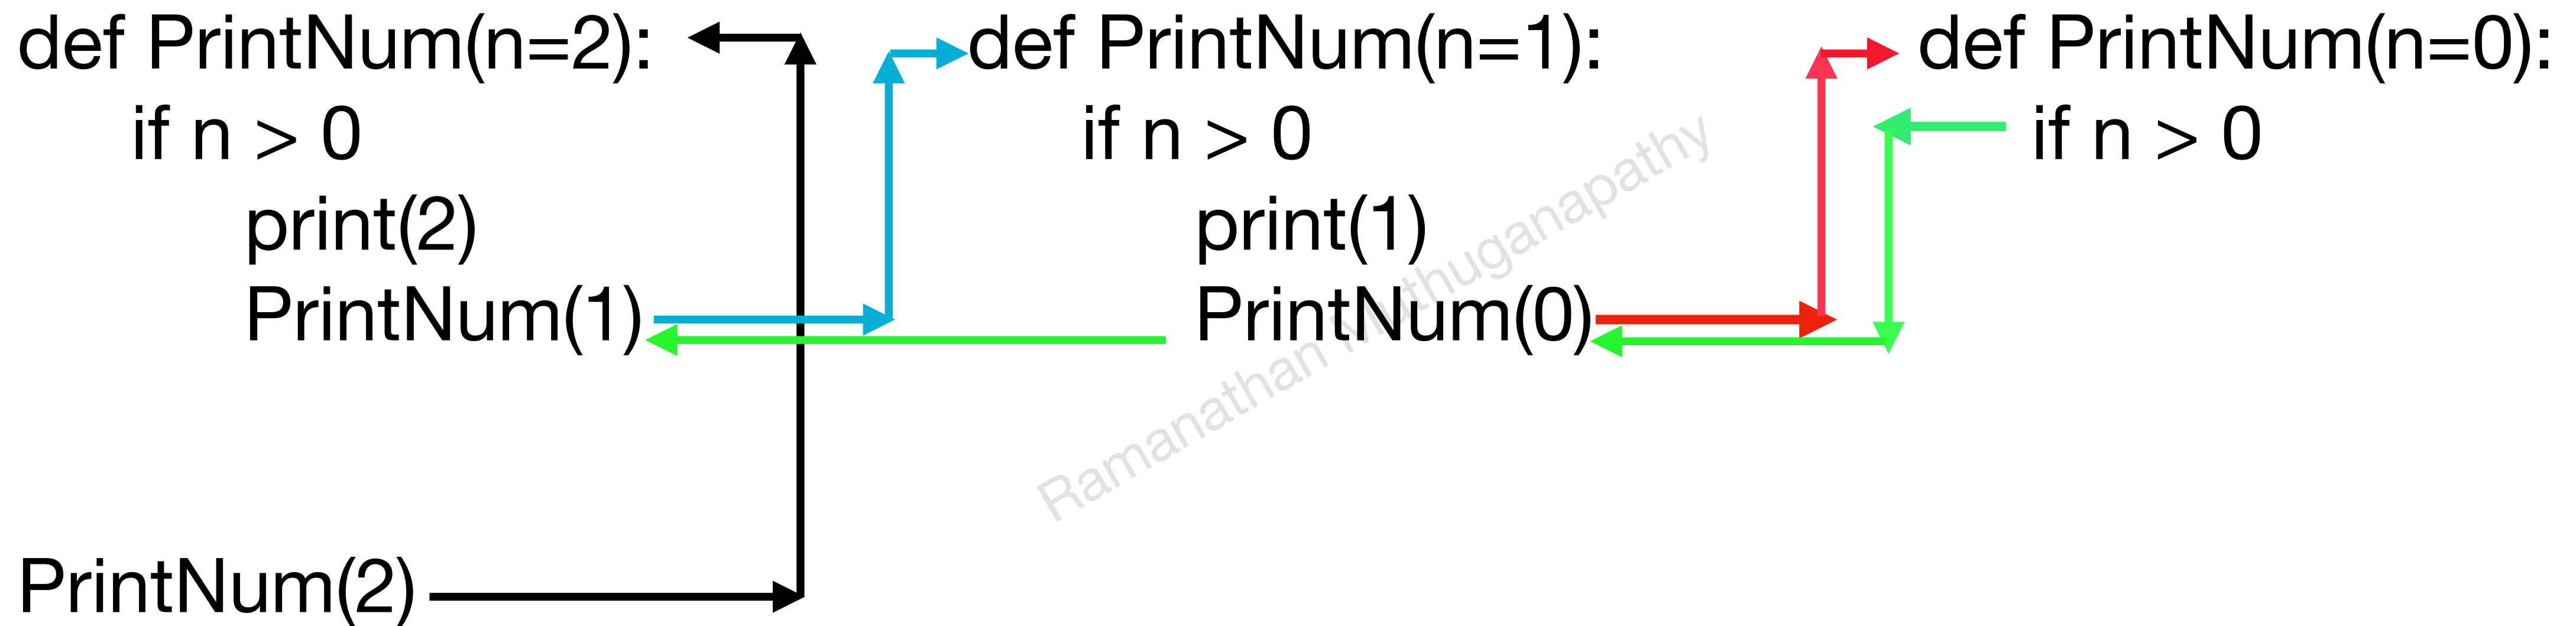 def PrintNum(n=2):
if n > 0
print(2)
PrintNum(1)
PrintNum(2)
def PrintNum(n=1):
if n > 0
print(1)
PrintNum(0)
def PrintNum(n=0):
if n > 0
Ramanathan Muthuganapathy